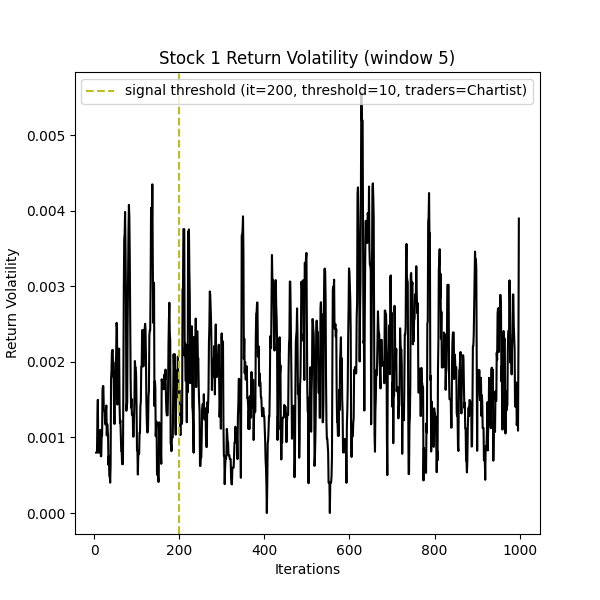 Stock 1 Return Volatility (window 5)
signal threshold (it=200, threshold=10, traders=Chartist)
Return Volatility
0.005
0.004
0.003
0.002
0.001
0.000
0 200 400 600 800 1000
Iterations